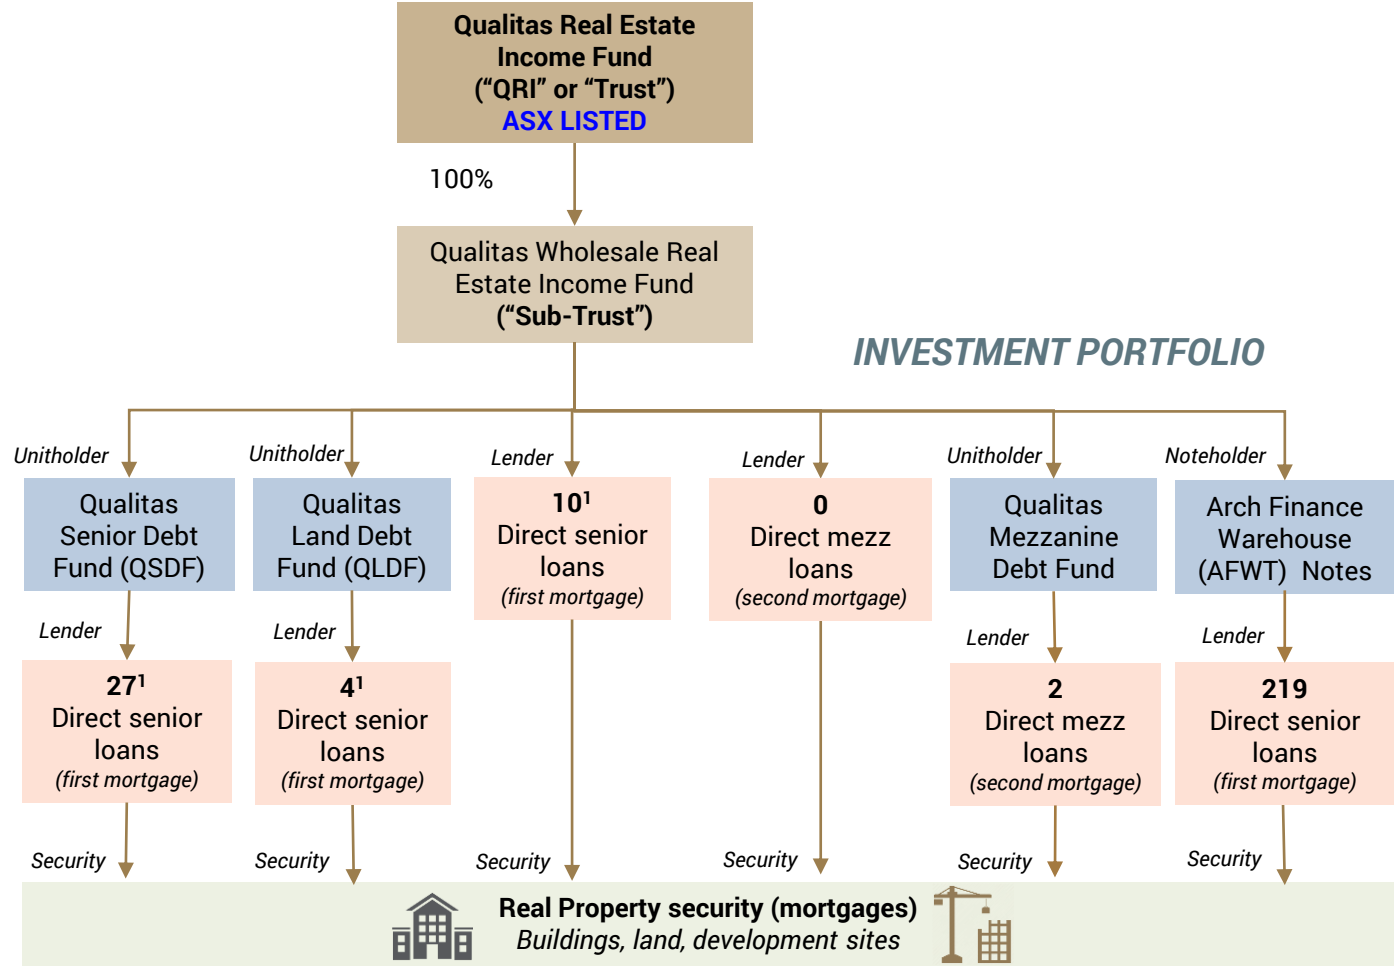 Qualitas Real Estate
Income Fund
(“QRI” or “Trust”)
ASX LISTED
100%
Qualitas Wholesale Real
Estate Income Fund
(“Sub-Trust”)
INVESTMENT PORTFOLIO
Unitholder
Qualitas
Senior Debt
Fund (QSDF)
Lender
27¹
Direct senior
loans
(first mortgage)
Security
Unitholder
Qualitas
Land Debt
Fund (QLDF)
Lender
4¹
Direct senior
loans
(first mortgage)
Security
Lender
10¹
Direct senior
loans
(first mortgage)
Security
Lender
0
Direct mezz
loans
(second mortgage)
Security
Unitholder
Qualitas
Mezzanine
Debt Fund
Lender
2
Direct mezz
loans
(second mortgage)
Security
Noteholder
Arch Finance
Warehouse
(AFWT) Notes
Lender
219
Direct senior
loans
(first mortgage)
Security
Real Property security (mortgages)
Buildings, land, development sites